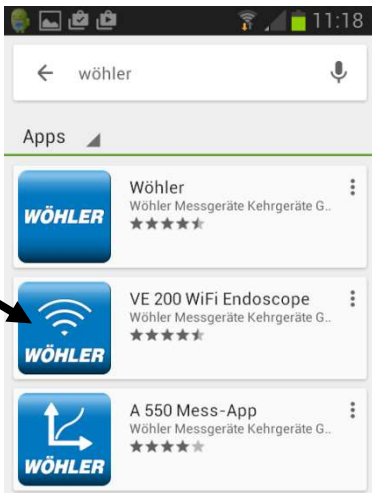 11:18
wöhler
Apps
WÖHLER
Wöhler
Wöhler Messgeräte Kehrgeräte G..
WÖHLER
VE 200 WiFi Endoscope
Wöhler Messgeräte Kehrgeräte G..
WÖHLER
A 550 Mess-App
Wöhler Messgeräte Kehrgeräte G..